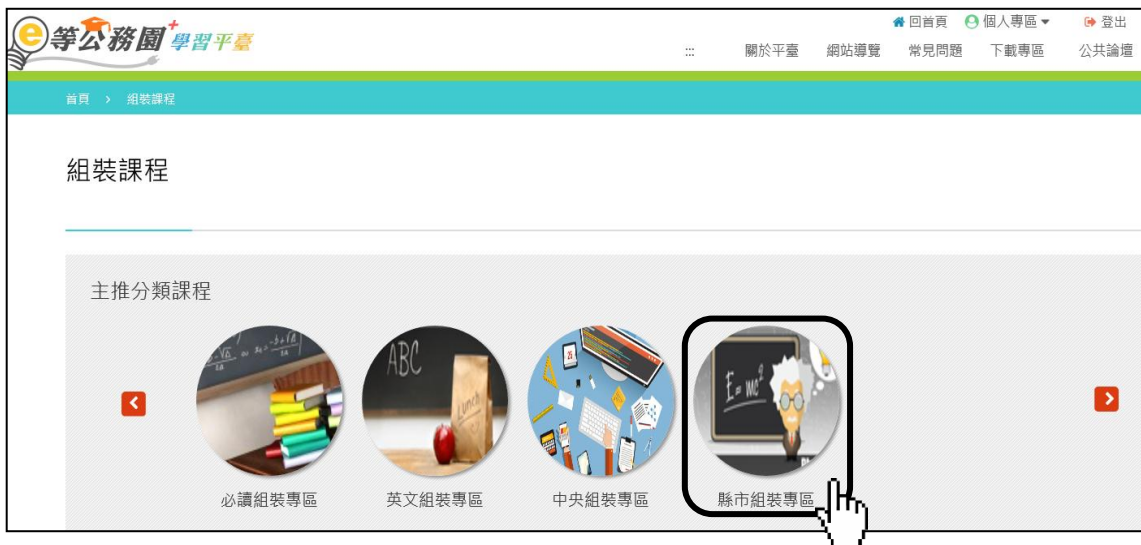 e等公務園+學習平臺
回首頁 個人專區 登出
::: 關於平臺 網站導覽 常見問題 下載專區 公共論壇
首頁 > 組裝課程
組裝課程
主推分類課程
ABC
Lunch
E=mc²
必讀組裝專區 英文組裝專區 中央組裝專區 縣市組裝專區